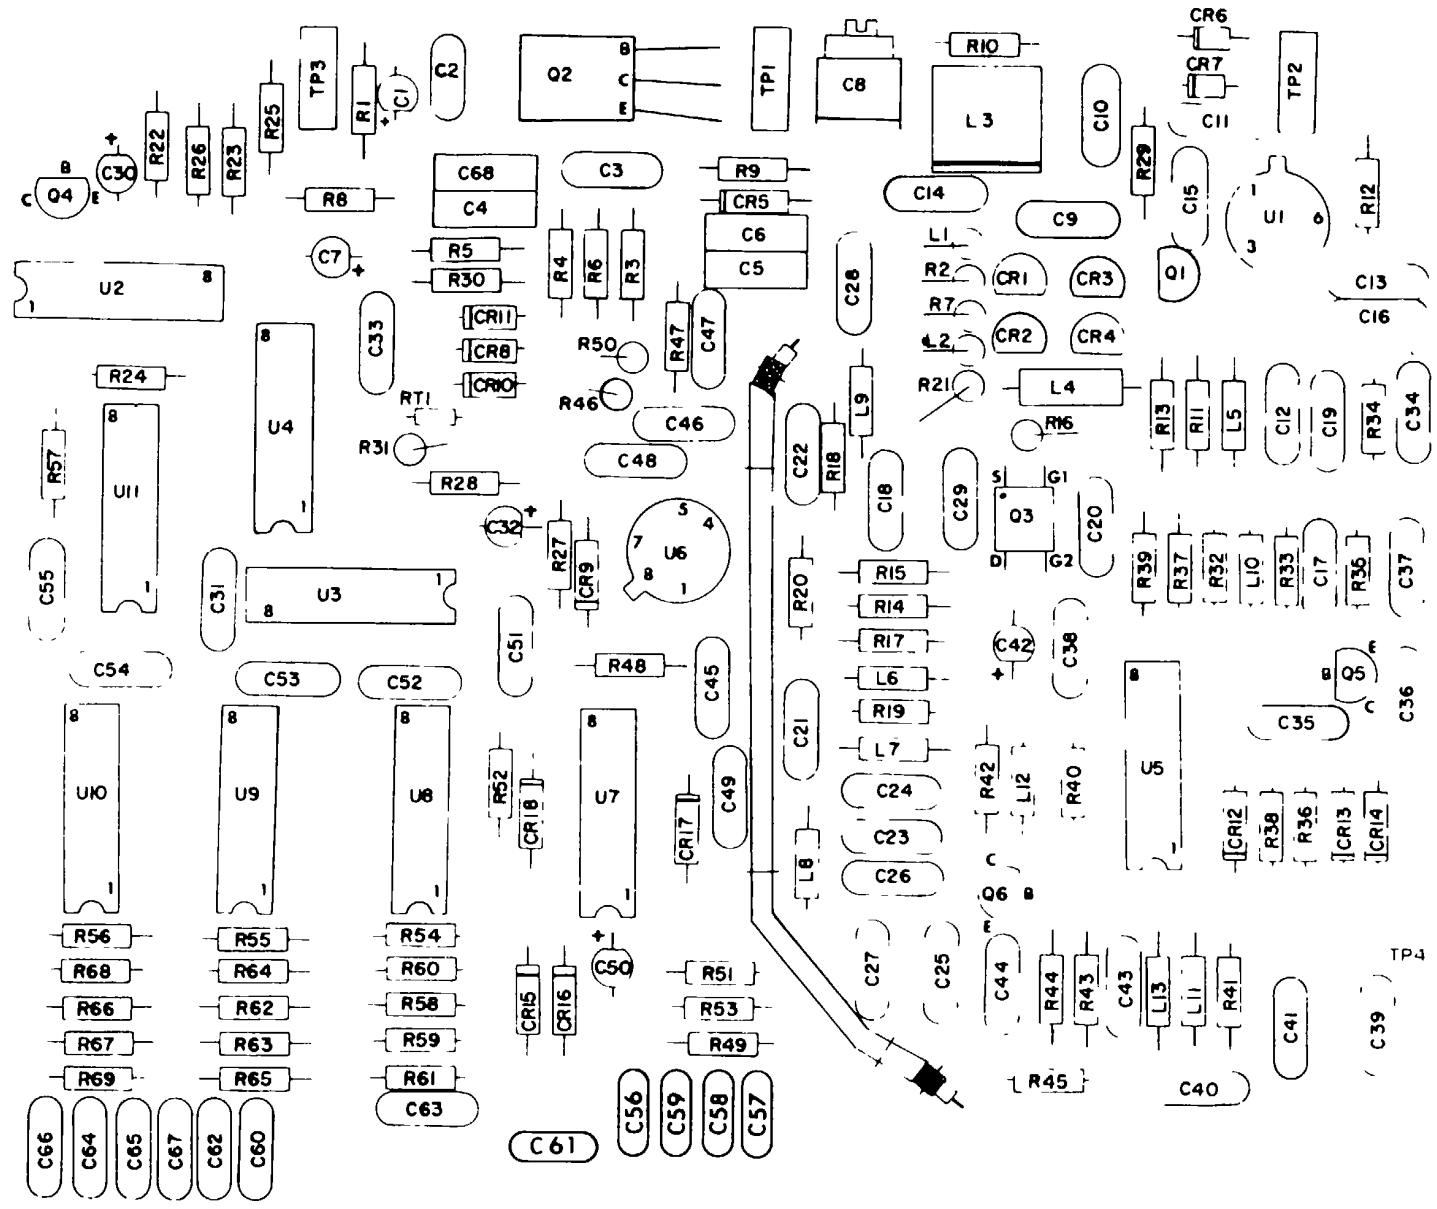 CR6
R10
B
Q2
C
E
TP3
R1
C1
+
C2
TP1
C8
L3
C10
CR7
C11
TP2
R25
R22
R26
R23
+
C30
B
C
Q4
E
R8
C68
C4
C3
R9
CR5
C6
C5
C14
C9
R29
C15
1
U1
6
3
R12
C7
+
R5
R30
R4
R6
R3
C28
L1
R2
R7
L2
CR1
CR3
CR2
CR4
Q1
C13
C16
U2
8
1
8
U4
1
C33
CR11
CR8
CR10
R50
R46
R47
C47
R24
RT1
R31
C46
C48
R28
L9
R21
L4
R16
R13
R11
L5
C12
C19
R34
C34
R57
8
U11
1
C22
R18
C18
C29
S
G1
Q3
D
G2
C20
C32
+
R27
CR9
5
4
7
U6
8
1
C55
C31
U3
1
8
R20
R15
R14
R17
L6
R19
L7
R39
R37
R32
L10
R33
C17
R36
C37
C42
+
C38
C51
R48
C45
C54
C53
C52
C21
8
U5
1
E
B
Q5
C
C36
C35
8
U10
1
8
U9
1
8
U8
1
R52
CR18
8
U7
1
CR17
C49
L8
C24
C23
C26
R42
L12
R40
CR12
R38
R36
CR13
CR14
C
Q6
B
E
R56
R55
R54
R68
R64
R60
R66
R62
R58
R67
R63
R59
R69
R65
R61
C63
CR15
CR16
+
C50
R51
R53
R49
C27
C25
C44
R44
R43
C43
L13
L11
R41
C41
TP4
C39
R45
C40
C66
C64
C65
C67
C62
C60
C61
C56
C59
C58
C57